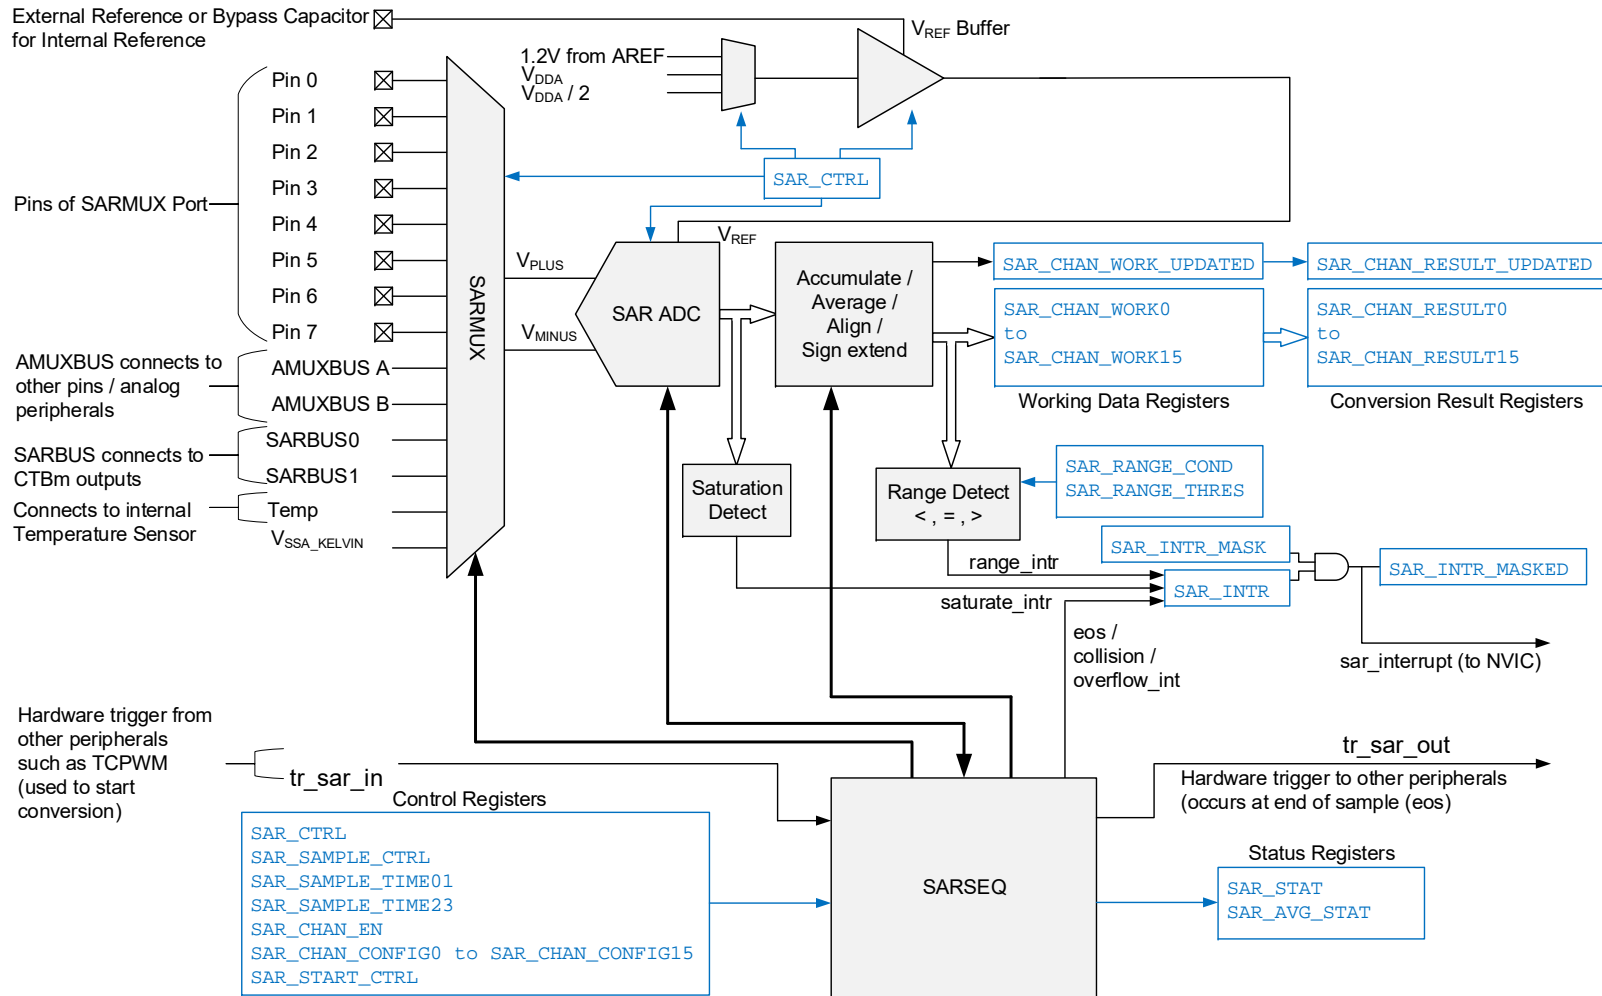 External Reference or Bypass Capacitor
for Internal Reference
VREF Buffer
1.2V from AREF
VDDA
VDDA / 2
Pin 0
Pin 1
Pin 2
Pin 3
Pin 4
Pin 5
Pin 6
Pin 7
Pins of SARMUX Port
SAR_CTRL
SARMUX
VREF
VPLUS
VMINUS
SAR ADC
Accumulate /
Average /
Align /
Sign extend
SAR_CHAN_WORK_UPDATED
SAR_CHAN_RESULT_UPDATED
SAR_CHAN_WORK0
to
SAR_CHAN_WORK15
SAR_CHAN_RESULT0
to
SAR_CHAN_RESULT15
Working Data Registers
Conversion Result Registers
AMUXBUS connects to
other pins / analog
peripherals
AMUXBUS A
AMUXBUS B
SARBUS connects to
CTBm outputs
SARBUS0
SARBUS1
Connects to internal
Temperature Sensor
Temp
VSSA_KELVIN
Saturation
Detect
Range Detect
< , = , >
SAR_RANGE_COND
SAR_RANGE_THRES
SAR_INTR_MASK
SAR_INTR
SAR_INTR_MASKED
range_intr
saturate_intr
eos /
collision /
overflow_int
sar_interrupt (to NVIC)
Hardware trigger from
other peripherals
such as TCPWM
(used to start
conversion)
tr_sar_in
tr_sar_out
Hardware trigger to other peripherals
(occurs at end of sample (eos)
Control Registers
SAR_CTRL
SAR_SAMPLE_CTRL
SAR_SAMPLE_TIME01
SAR_SAMPLE_TIME23
SAR_CHAN_EN
SAR_CHAN_CONFIG0 to SAR_CHAN_CONFIG15
SAR_START_CTRL
SARSEQ
Status Registers
SAR_STAT
SAR_AVG_STAT